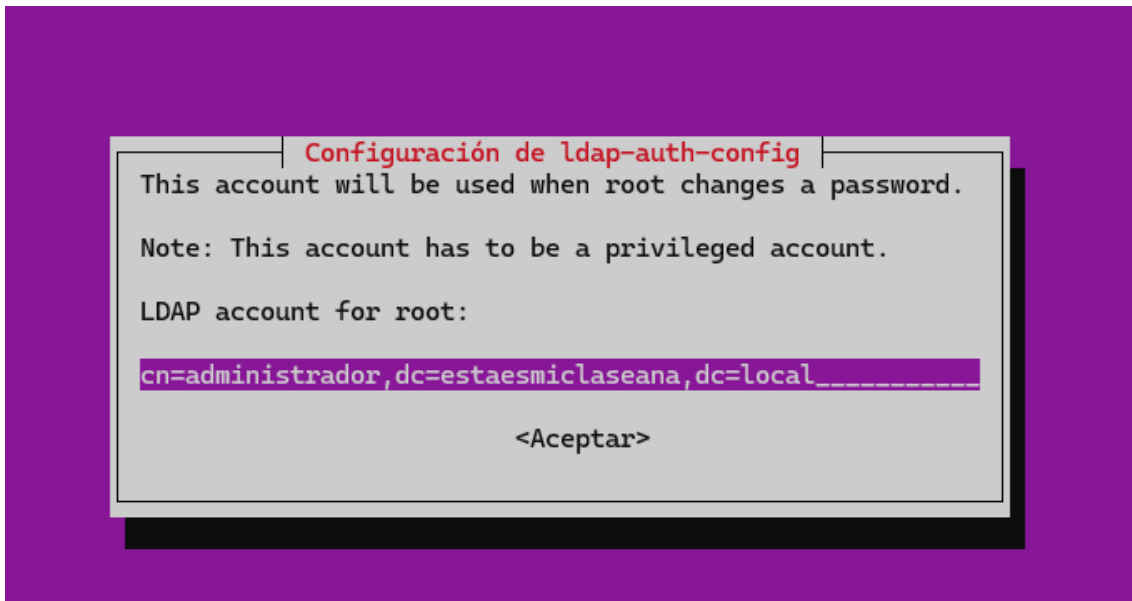 Configuración de ldap-auth-config
This account will be used when root changes a password.
Note: This account has to be a privileged account.
LDAP account for root:
cn=administrador,dc=estaesmiclaseana,dc=local___________
<Aceptar>